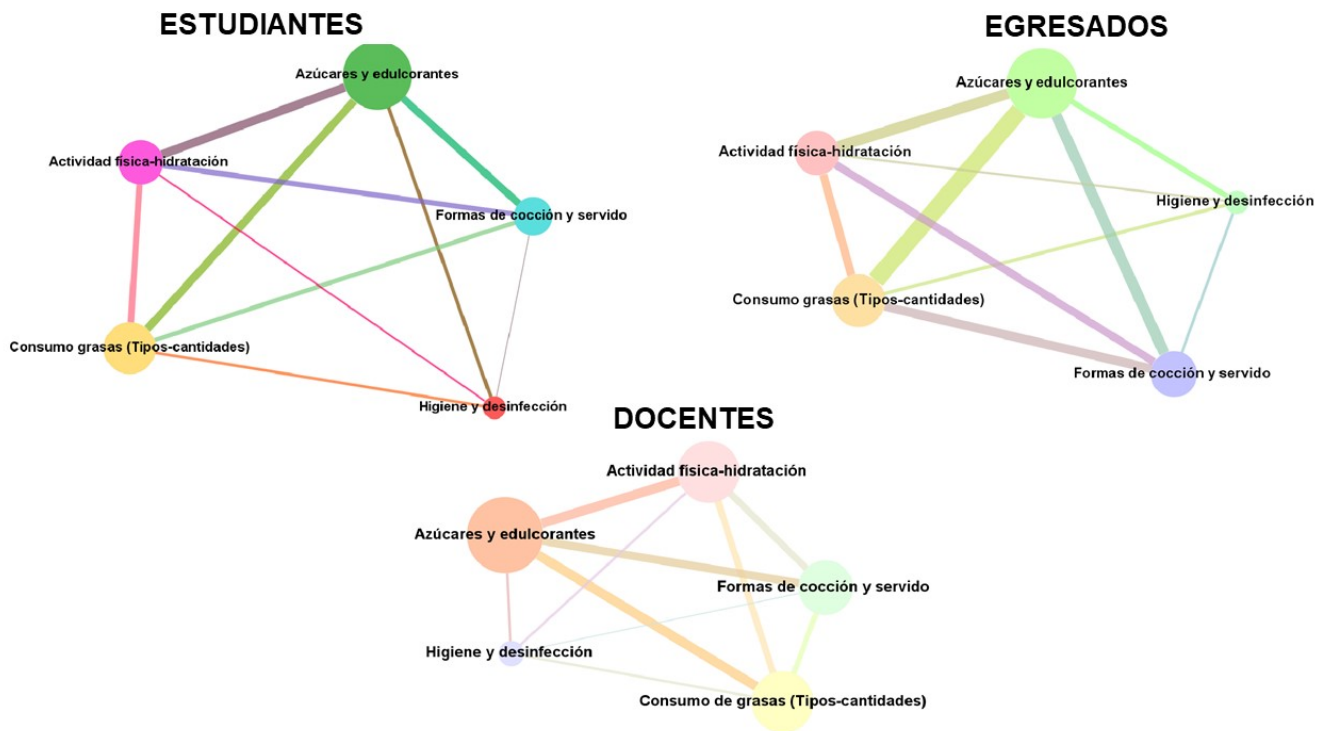 ESTUDIANTES
Azúcares y edulcorantes
Actividad física-hidratación
Formas de cocción y servido
Consumo grasas (Tipos-cantidades)
Higiene y desinfección
EGRESADOS
Azúcares y edulcorantes
Actividad física-hidratación
Higiene y desinfección
Consumo grasas (Tipos-cantidades)
Formas de cocción y servido
DOCENTES
Actividad física-hidratación
Azúcares y edulcorantes
Formas de cocción y servido
Higiene y desinfección
Consumo de grasas (Tipos-cantidades)